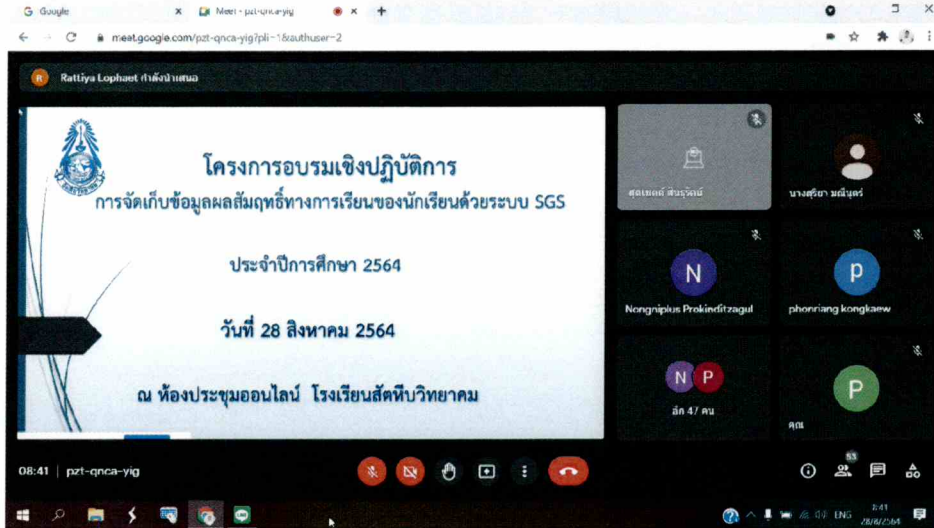 Google
Meet - pzt-qnca-yig
meet.google.com/pzt-qnca-yig?pli=1&authuser=2
R
Rattiya Lophaet กำลังนำเสนอ
โครงการอบรมเชิงปฏิบัติการ
การจัดเก็บข้อมูลผลสัมฤทธิ์ทางการเรียนของนักเรียนด้วยระบบ SGS
ประจำปีการศึกษา 2564
วันที่ 28 สิงหาคม 2564
ณ ห้องประชุมออนไลน์ โรงเรียนสัตหีบวิทยาคม
นางสุริยา มณีเนตร์
N
Nongniplus Prokinditzagul
p
phonriang kongkaew
N P
อีก 47 คน
P
คุณ
08:41 | pzt-qnca-yig
53
ENG
8:41
28/8/2564